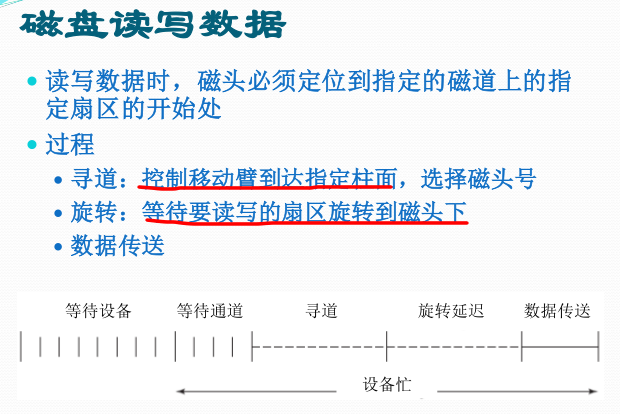 磁盘读写数据
读写数据时，磁头必须定位到指定的磁道上的指
定扇区的开始处
过程
寻道：控制移动臂到达指定柱面，选择磁头号
旋转：等待要读写的扇区旋转到磁头下
数据传送
等待设备 等待通道 寻道 旋转延迟 数据传送
设备忙